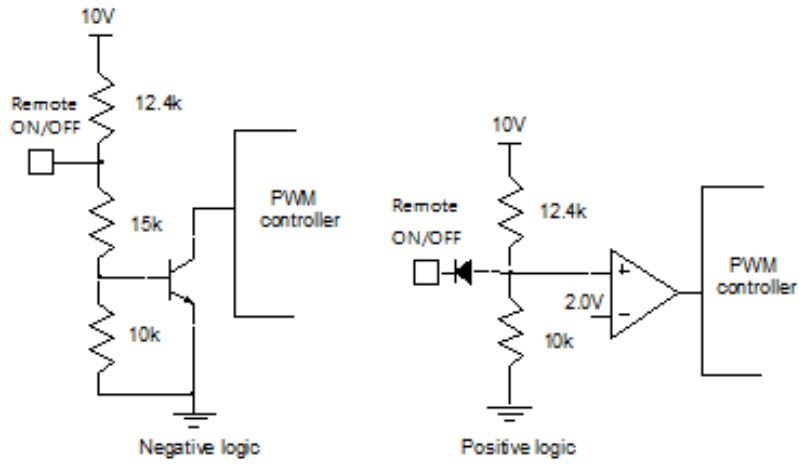 10V
12.4k
Remote
ON/OFF
15k
PWM
controller
10k
Negative logic
10V
12.4k
Remote
ON/OFF
+
2.0V
−
PWM
controller
10k
Positive logic